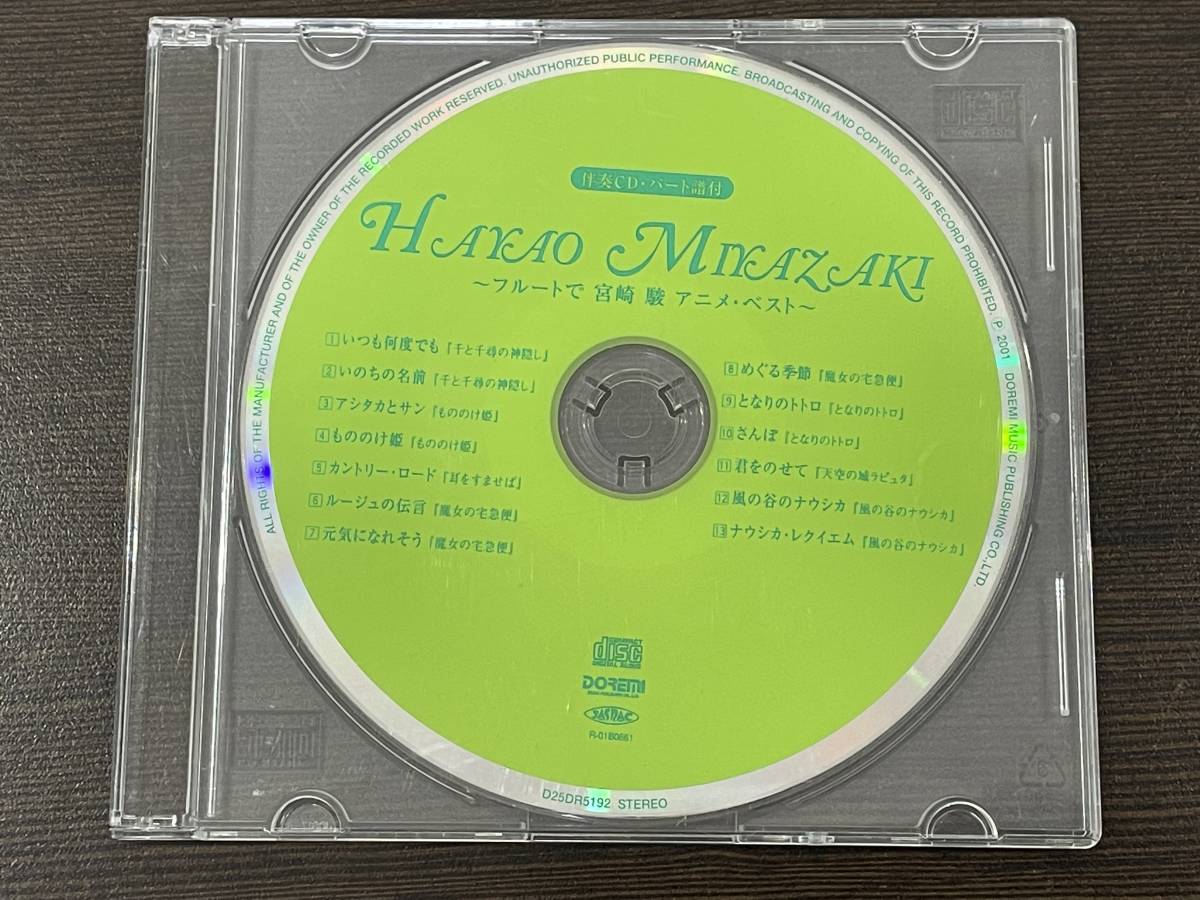 ALL RIGHTS OF THE MANUFACTURER AND OF THE OWNER OF THE RECORDED WORK RESERVED. UNAUTHORIZED PUBLIC PERFORMANCE. BROADCASTING AND COPYING OF THIS RECORD PROHIBITED. Ⓟ 2001 DOREMI MUSIC PUBLISHING CO.,LTD.
伴奏CD・パート譜付
HAYAO MIYAZAKI
〜フルートで 宮崎 駿 アニメ・ベスト〜
1 いつも何度でも『千と千尋の神隠し』
2 いのちの名前『千と千尋の神隠し』
3 アシタカとサン『もののけ姫』
4 もののけ姫『もののけ姫』
5 カントリー・ロード『耳をすませば』
6 ルージュの伝言『魔女の宅急便』
7 元気になれそう『魔女の宅急便』
8 めぐる季節『魔女の宅急便』
9 となりのトトロ『となりのトトロ』
10 さんぽ『となりのトトロ』
11 君をのせて『天空の城ラピュタ』
12 風の谷のナウシカ『風の谷のナウシカ』
13 ナウシカ・レクイエム『風の谷のナウシカ』
COMPACT
disc
DIGITAL AUDIO
DOREMI
JASRAC
R-01B0661
D25DR5192 STEREO